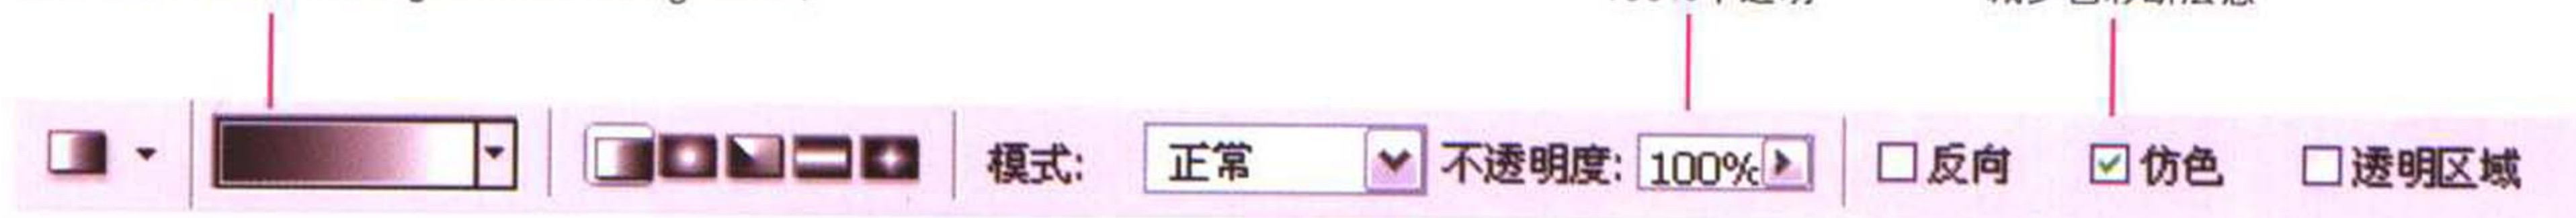 模式: 正常 不透明度: 100% 反向 仿色 透明区域